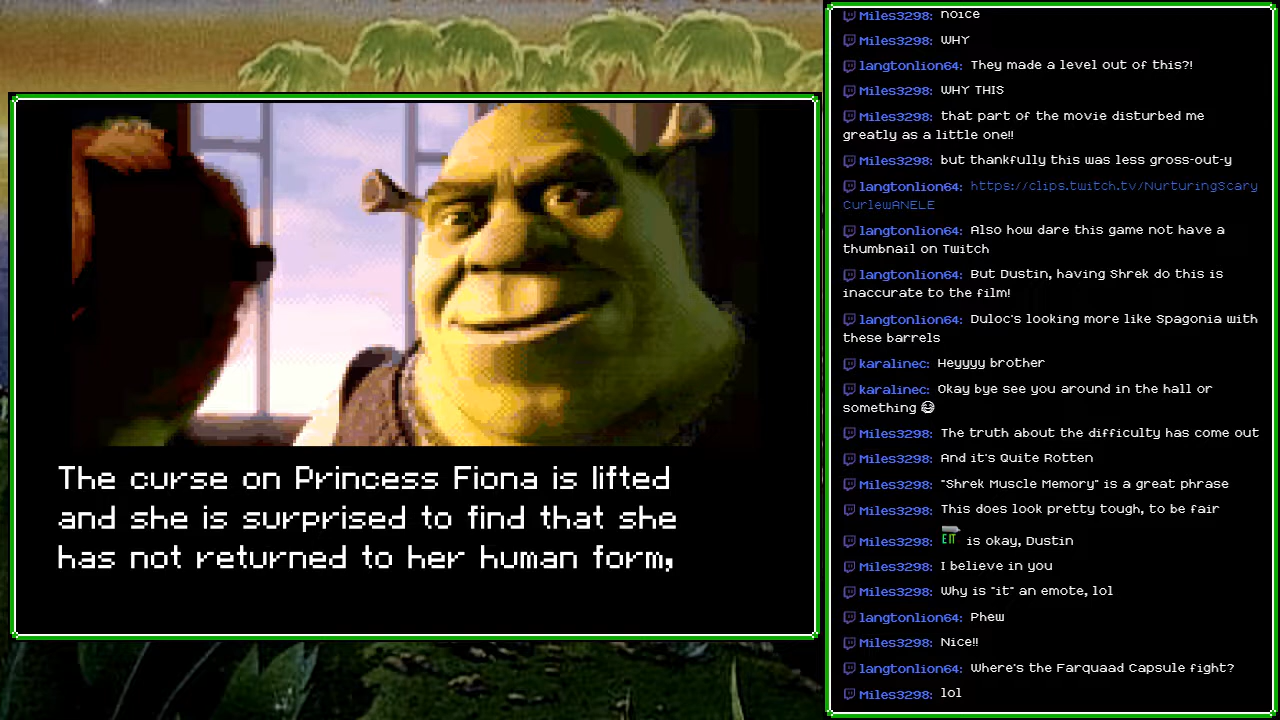 The curse on Princess Fiona is lifted
and she is surprised to find that she
has not returned to her human form,
Miles3298: noice
Miles3298: WHY
langtonlion64: They made a level out of this?!
Miles3298: WHY THIS
Miles3298: that part of the movie disturbed me
greatly as a little one!!
Miles3298: but thankfully this was less gross-out-y
langtonlion64: https://clips.twitch.tv/NurturingScary
CurlewANELE
langtonlion64: Also how dare this game not have a
thumbnail on Twitch
langtonlion64: But Dustin, having Shrek do this is
inaccurate to the film!
langtonlion64: Duloc's looking more like Spagonia with
these barrels
karalinec: Heyyyy brother
karalinec: Okay bye see you around in the hall or
something 😅
Miles3298: The truth about the difficulty has come out
Miles3298: And it's Quite Rotten
Miles3298: "Shrek Muscle Memory" is a great phrase
Miles3298: This does look pretty tough, to be fair
Miles3298: is okay, Dustin
Miles3298: I believe in you
Miles3298: Why is "it" an emote, lol
langtonlion64: Phew
Miles3298: Nice!!
langtonlion64: Where's the Farquaad Capsule fight?
Miles3298: lol